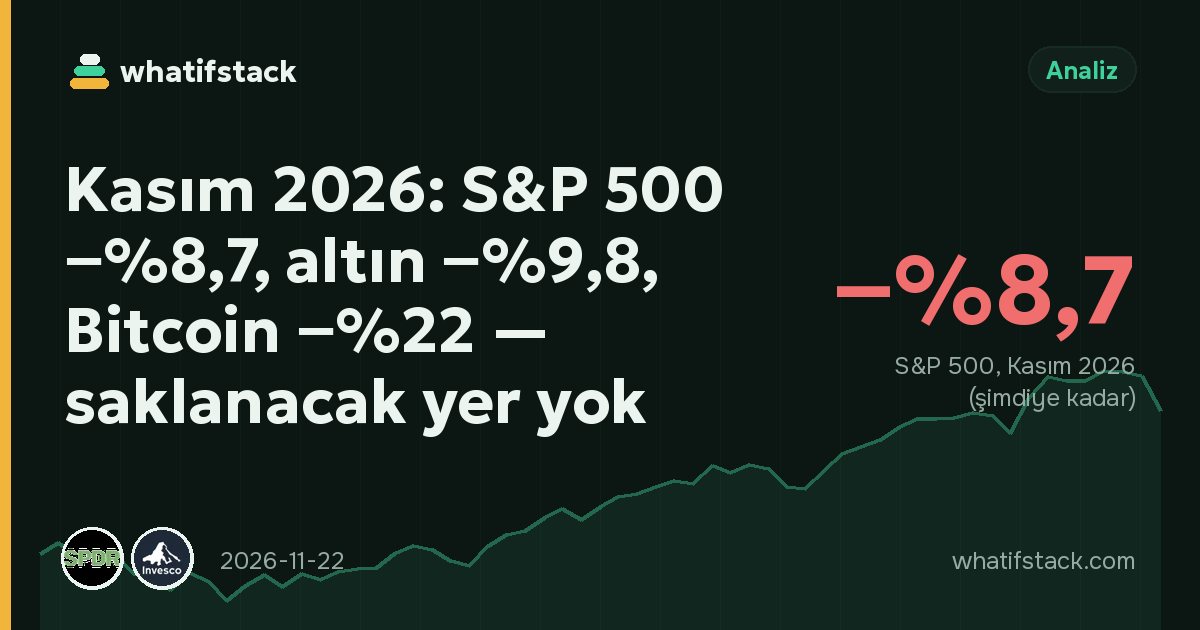 whatifstack
Analiz
Kasım 2026: S&P 500
−%8,7, altın −%9,8,
Bitcoin −%22 —
saklanacak yer yok
−%8,7
S&P 500, Kasım 2026
(şimdiye kadar)
SPDR
Invesco
2026-11-22
whatifstack.com